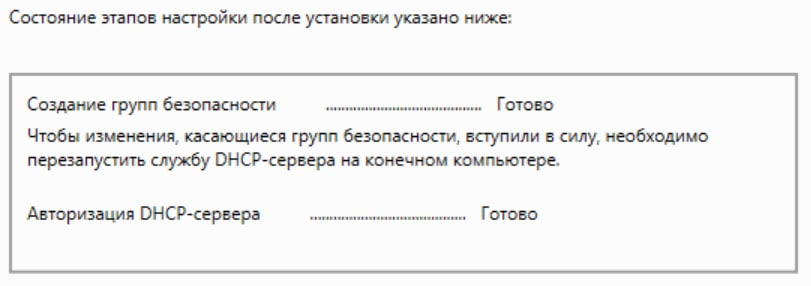 Состояние этапов настройки после установки указано ниже:
Создание групп безопасности ........................................ Готово
Чтобы изменения, касающиеся групп безопасности, вступили в силу, необходимо
перезапустить службу DHCP-сервера на конечном компьютере.
Авторизация DHCP-сервера ........................................ Готово